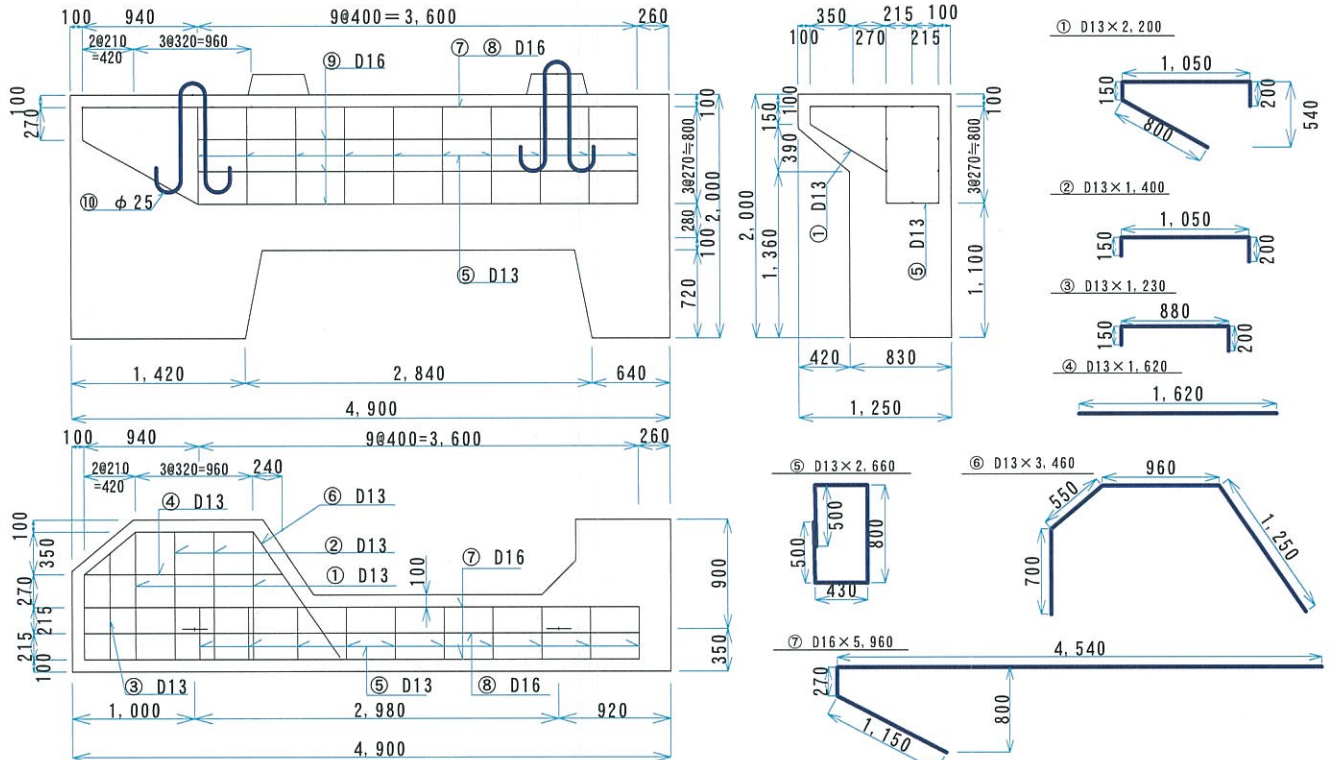 100 940 9@400=3,600 260
2@210=420 3@320=960 ⑦ ⑧ D16
⑨ D16
100
270
⑩ φ25
⑤ D13
100
3@270≒800
280
100
720
2,000
1,420 2,840 640
4,900
350 215 100
100 270 215
100
150
390
1,360
2,000
① D13
⑤ D13
100
3@270≒800
1,100
420 830
1,250
① D13×2,200
1,050
150
200
540
800
② D13×1,400
1,050
150
200
③ D13×1,230
880
150
200
④ D13×1,620
1,620
100 940 9@400=3,600 260
2@210=420 3@320=960 240
④ D13
⑥ D13
② D13
① D13
⑦ D16
100
100
350
270
215
215
100
900
350
③ D13 ⑤ D13 ⑧ D16
1,000 2,980 920
4,900
⑤ D13×2,660
500
500
800
430
⑥ D13×3,460
960
550
700
1,250
⑦ D16×5,960
4,540
270
800
1,150